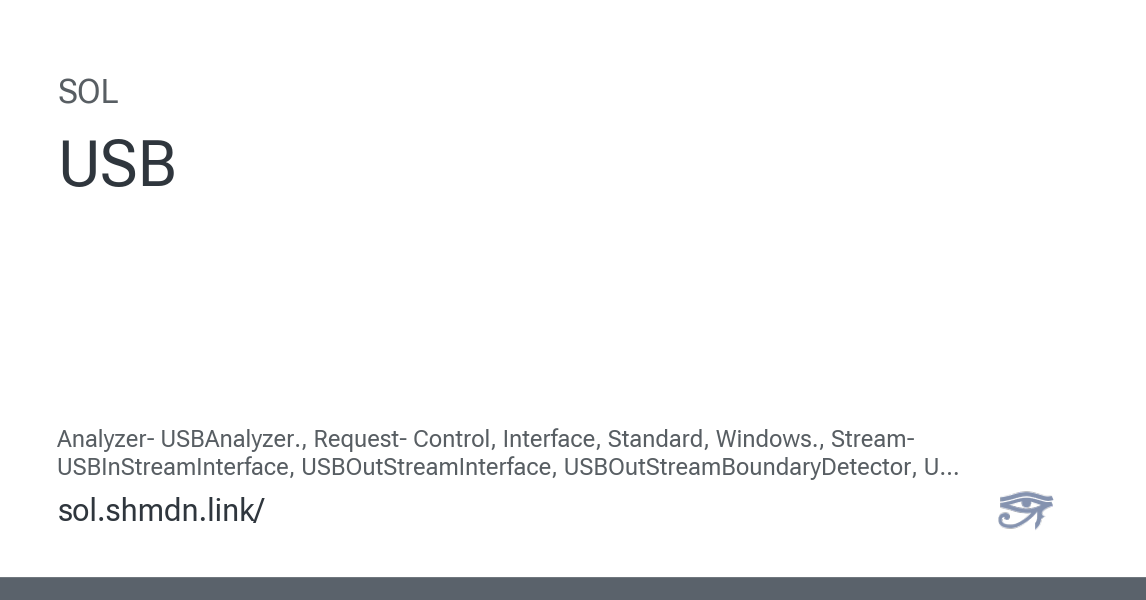 SOL
USB
Analyzer- USBAnalyzer., Request- Control, Interface, Standard, Windows., Stream-
USBInStreamInterface, USBOutStreamInterface, USBOutStreamBoundaryDetector, U...
sol.shmdn.link/